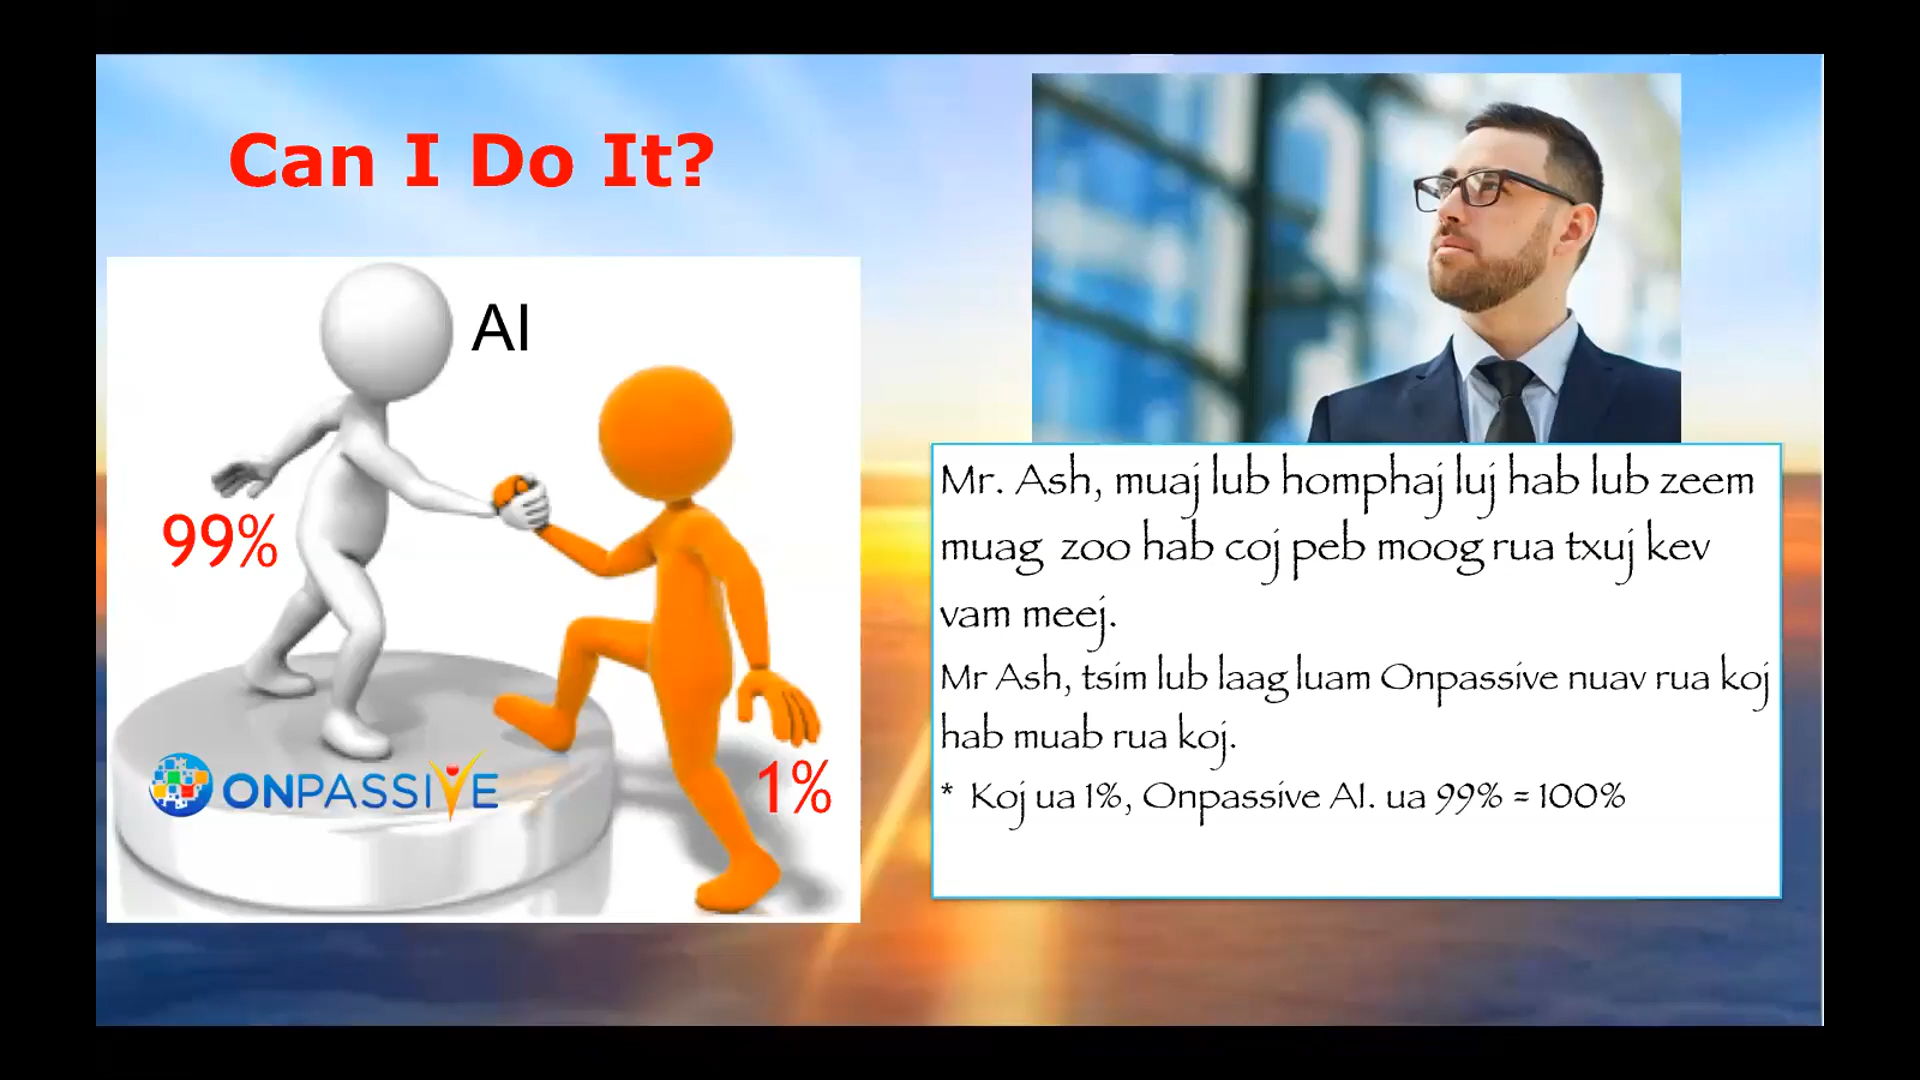 Can I Do It?
AI
99%
ONPASSIVE
1%
Mr. Ash, muaj lub homphaj luj hab lub zeem
muag zoo hab coj peb moog rua txuj kev
vam meej.
Mr Ash, tsim lub laag luam Onpassive nuav rua koj
hab muab rua koj.
* Koj ua 1%, Onpassive AI. ua 99% = 100%